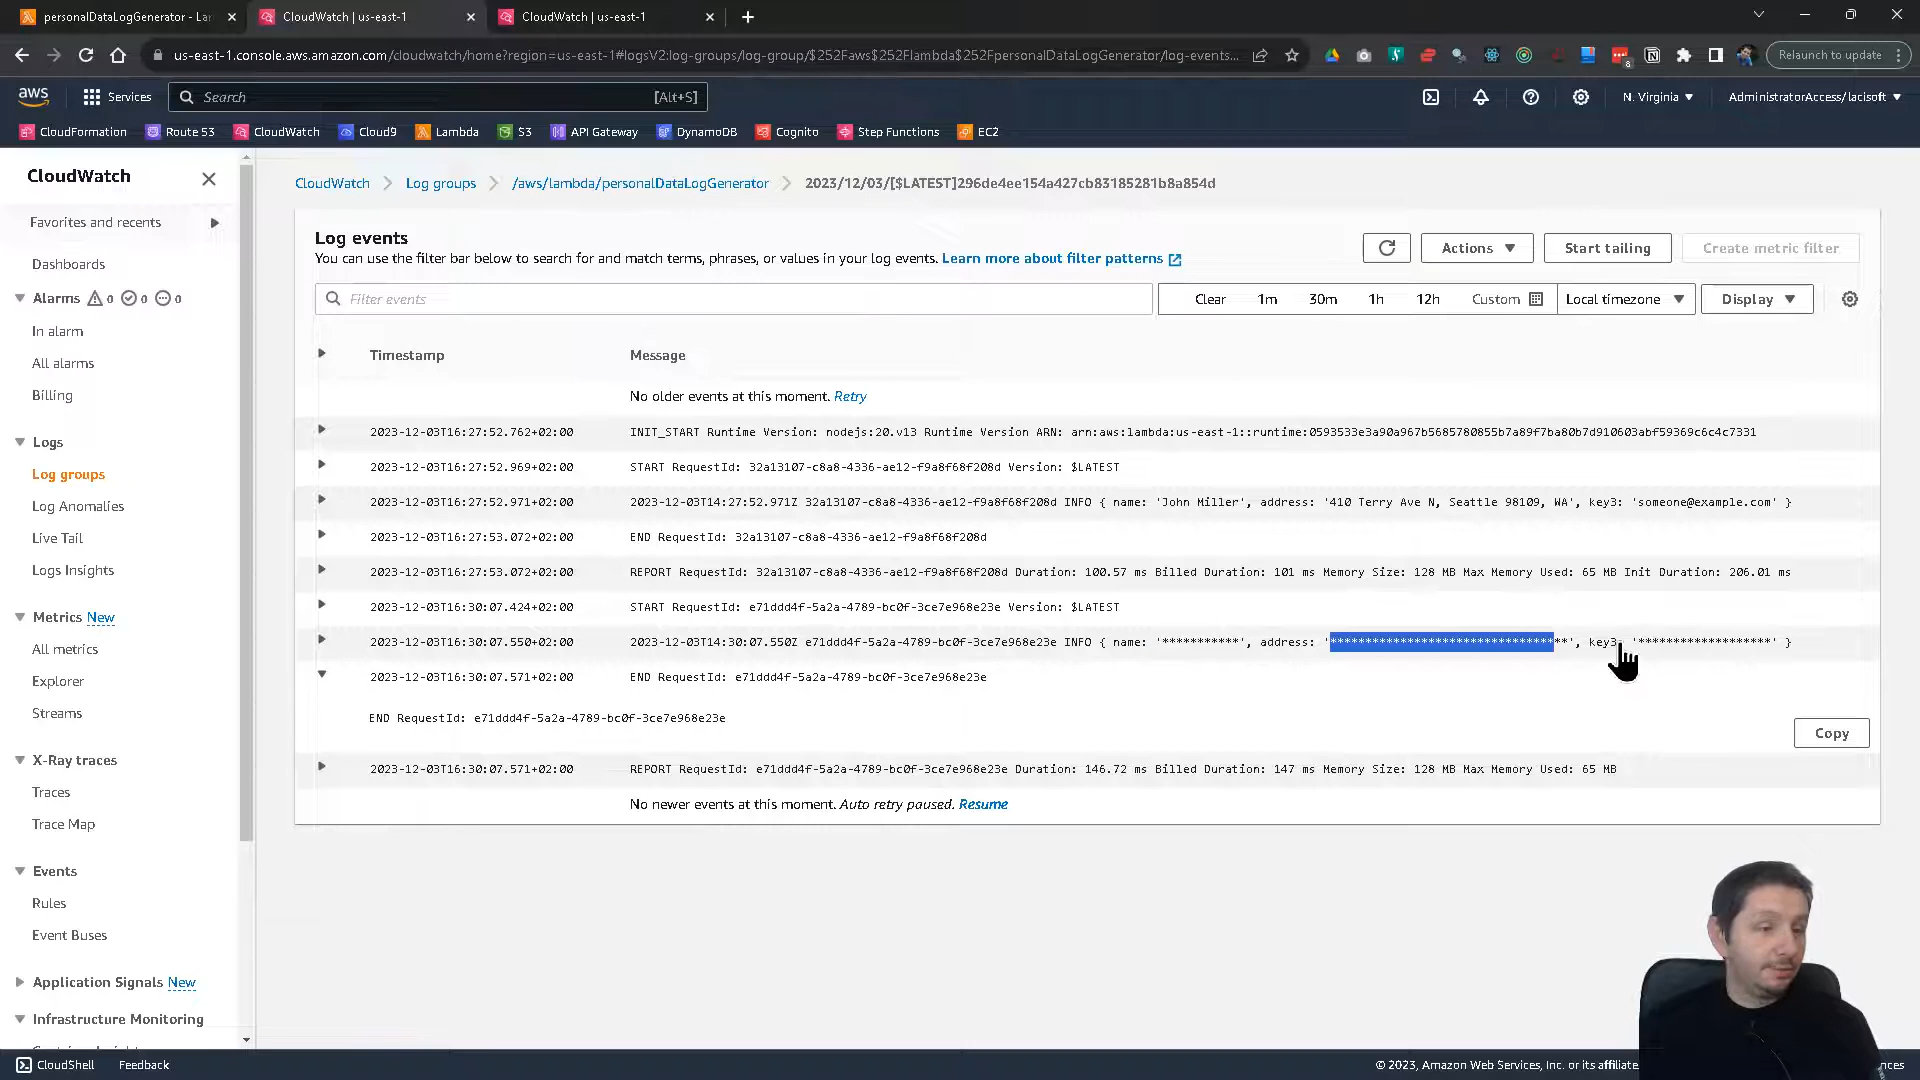 personalDataLogGenerator - La
CloudWatch | us-east-1
CloudWatch | us-east-1
us-east-1.console.aws.amazon.com/cloudwatch/home?region=us-east-1#logsV2:log-groups/log-group/$252Faws$252Flambda$252FpersonalDataLogGenerator/log-events...
8
Relaunch to update
aws
Services
Search
[Alt+S]
N. Virginia
AdministratorAccess/lacisoft
CloudFormation
Route 53
CloudWatch
Cloud9
Lambda
S3
API Gateway
DynamoDB
Cognito
Step Functions
EC2
CloudWatch
Favorites and recents
Dashboards
Alarms 0 0 0
In alarm
All alarms
Billing
Logs
Log groups
Log Anomalies
Live Tail
Logs Insights
Metrics New
All metrics
Explorer
Streams
X-Ray traces
Traces
Trace Map
Events
Rules
Event Buses
Application Signals New
Infrastructure Monitoring
CloudWatch
Log groups
/aws/lambda/personalDataLogGenerator
2023/12/03/[$LATEST]296de4ee154a427cb83185281b8a854d
Log events
You can use the filter bar below to search for and match terms, phrases, or values in your log events. Learn more about filter patterns
Actions
Start tailing
Create metric filter
Filter events
Clear 1m 30m 1h 12h Custom
Local timezone
Display
Timestamp Message
No older events at this moment. Retry
2023-12-03T16:27:52.762+02:00 INIT_START Runtime Version: nodejs:20.v13 Runtime Version ARN: arn:aws:lambda:us-east-1::runtime:0593533e3a90a967b5685780855b7a89f7ba80b7d910603abf59369c6c4c7331
2023-12-03T16:27:52.969+02:00 START RequestId: 32a13107-c8a8-4336-ae12-f9a8f68f208d Version: $LATEST
2023-12-03T16:27:52.971+02:00 2023-12-03T14:27:52.971Z 32a13107-c8a8-4336-ae12-f9a8f68f208d INFO { name: 'John Miller', address: '410 Terry Ave N, Seattle 98109, WA', key3: 'someone@example.com' }
2023-12-03T16:27:53.072+02:00 END RequestId: 32a13107-c8a8-4336-ae12-f9a8f68f208d
2023-12-03T16:27:53.072+02:00 REPORT RequestId: 32a13107-c8a8-4336-ae12-f9a8f68f208d Duration: 100.57 ms Billed Duration: 101 ms Memory Size: 128 MB Max Memory Used: 65 MB Init Duration: 206.01 ms
2023-12-03T16:30:07.424+02:00 START RequestId: e71ddd4f-5a2a-4789-bc0f-3ce7e968e23e Version: $LATEST
2023-12-03T16:30:07.550+02:00 2023-12-03T14:30:07.550Z e71ddd4f-5a2a-4789-bc0f-3ce7e968e23e INFO { name: '***********', address: '**********************************', key3: '*******************' }
2023-12-03T16:30:07.571+02:00 END RequestId: e71ddd4f-5a2a-4789-bc0f-3ce7e968e23e
END RequestId: e71ddd4f-5a2a-4789-bc0f-3ce7e968e23e
Copy
2023-12-03T16:30:07.571+02:00 REPORT RequestId: e71ddd4f-5a2a-4789-bc0f-3ce7e968e23e Duration: 146.72 ms Billed Duration: 147 ms Memory Size: 128 MB Max Memory Used: 65 MB
No newer events at this moment. Auto retry paused. Resume
CloudShell
Feedback
© 2023, Amazon Web Services, Inc. or its affiliate
nces